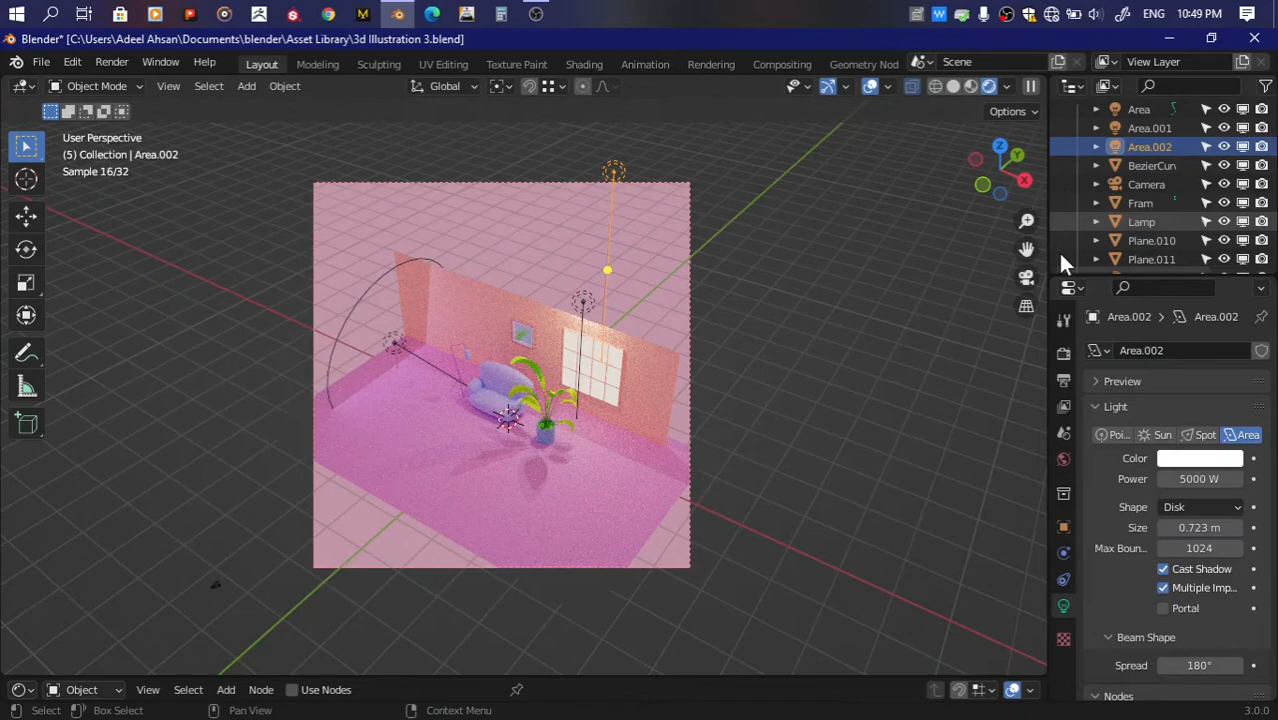 ENG 10:49 PM
Blender* [C:\Users\Adeel Ahsan\Documents\blender\Asset Library\3d Illustration 3.blend]
File Edit Render Window Help Layout Modeling Sculpting UV Editing Texture Paint Shading Animation Rendering Compositing Geometry Nod Scene View Layer
Object Mode View Select Add Object Global
Options
User Perspective
(5) Collection | Area.002
Sample 16/32
Z
Y
X
Area
Area.001
Area.002
BezierCun
Camera
Fram
Lamp
Plane.010
Plane.011
Area.002 Area.002
Area.002
Preview
Light
Poi... Sun Spot Area
Color
Power 5000 W
Shape Disk
Size 0.723 m
Max Boun... 1024
Cast Shadow
Multiple Imp...
Portal
Beam Shape
Spread 180°
Nodes
Object View Select Add Node Use Nodes
Select Box Select Pan View Context Menu 3.0.0